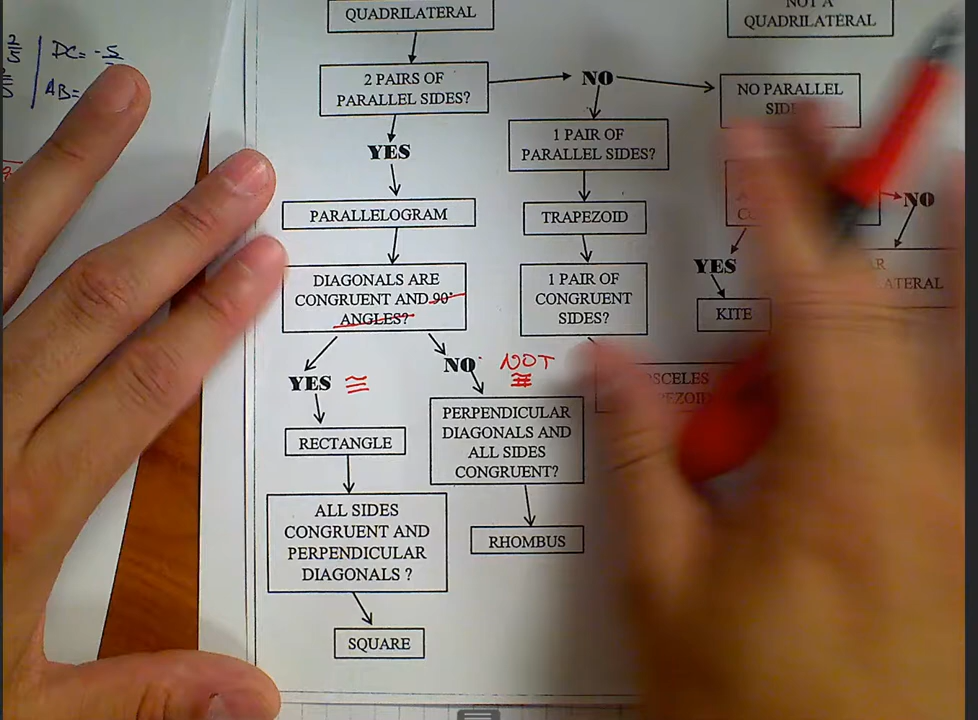 QUADRILATERAL
NOT A
QUADRILATERAL
DC = -5
AB =
2 PAIRS OF
PARALLEL SIDES?
NO
NO PARALLEL
YES
1 PAIR OF
PARALLEL SIDES?
NO
PARALLELOGRAM
TRAPEZOID
YES
DIAGONALS ARE
CONGRUENT AND 90°
ANGLES?
1 PAIR OF
CONGRUENT
SIDES?
KITE
YES ≅
NO
NOT
≅
RECTANGLE
PERPENDICULAR
DIAGONALS AND
ALL SIDES
CONGRUENT?
ALL SIDES
CONGRUENT AND
PERPENDICULAR
DIAGONALS ?
RHOMBUS
SQUARE